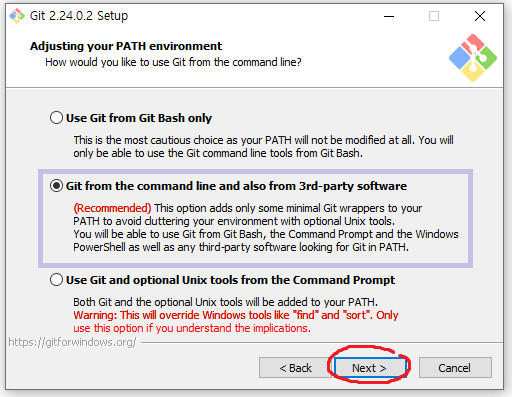 Git 2.24.0.2 Setup
Adjusting your PATH environment
How would you like to use Git from the command line?
Use Git from Git Bash only
This is the most cautious choice as your PATH will not be modified at all. You will
only be able to use the Git command line tools from Git Bash.
Git from the command line and also from 3rd-party software
(Recommended) This option adds only some minimal Git wrappers to your
PATH to avoid cluttering your environment with optional Unix tools.
You will be able to use Git from Git Bash, the Command Prompt and the Windows
PowerShell as well as any third-party software looking for Git in PATH.
Use Git and optional Unix tools from the Command Prompt
Both Git and the optional Unix tools will be added to your PATH.
Warning: This will override Windows tools like "find" and "sort". Only
use this option if you understand the implications.
https://gitforwindows.org/
< Back
Next >
Cancel